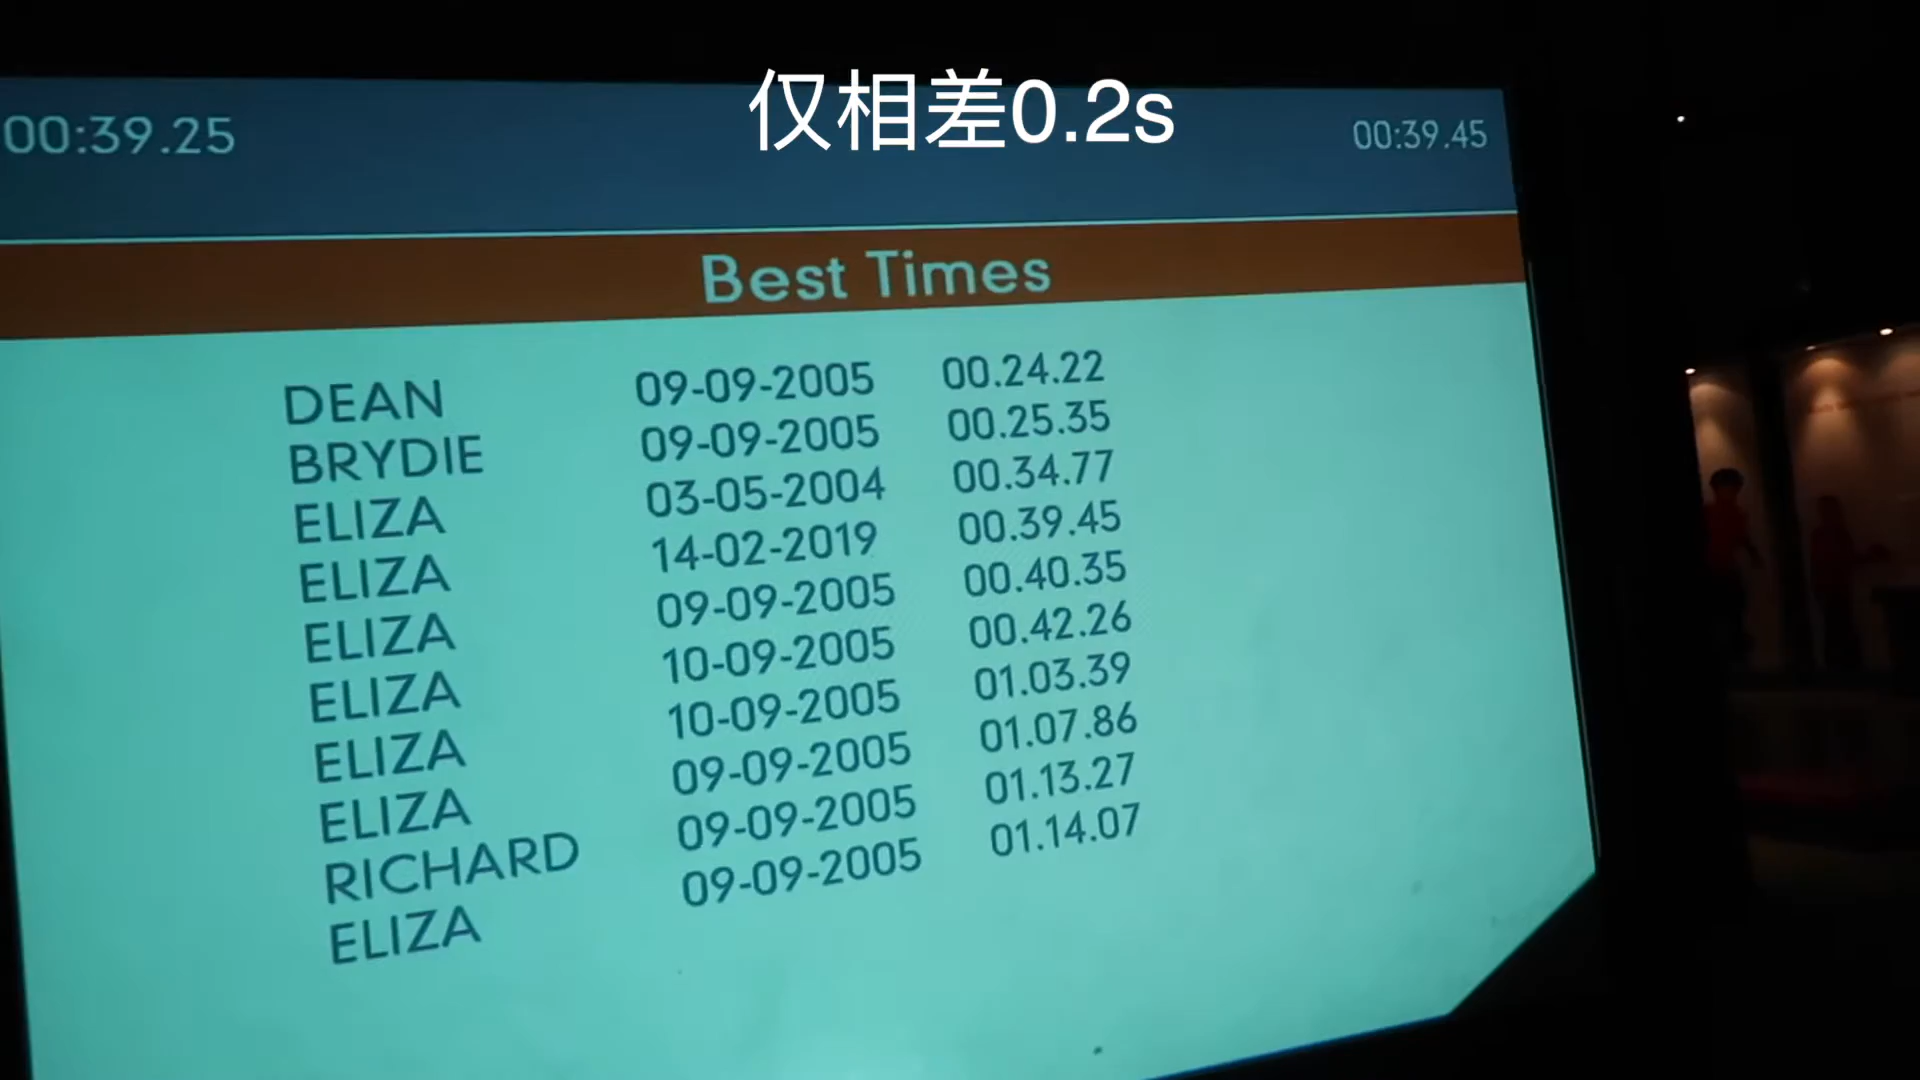 仅相差0.2s
00:39.25 00:39.45
Best Times
DEAN 09-09-2005 00.24.22
BRYDIE 09-09-2005 00.25.35
ELIZA 03-05-2004 00.34.77
ELIZA 14-02-2019 00.39.45
ELIZA 09-09-2005 00.40.35
ELIZA 10-09-2005 00.42.26
ELIZA 10-09-2005 01.03.39
ELIZA 09-09-2005 01.07.86
RICHARD 09-09-2005 01.13.27
ELIZA 09-09-2005 01.14.07